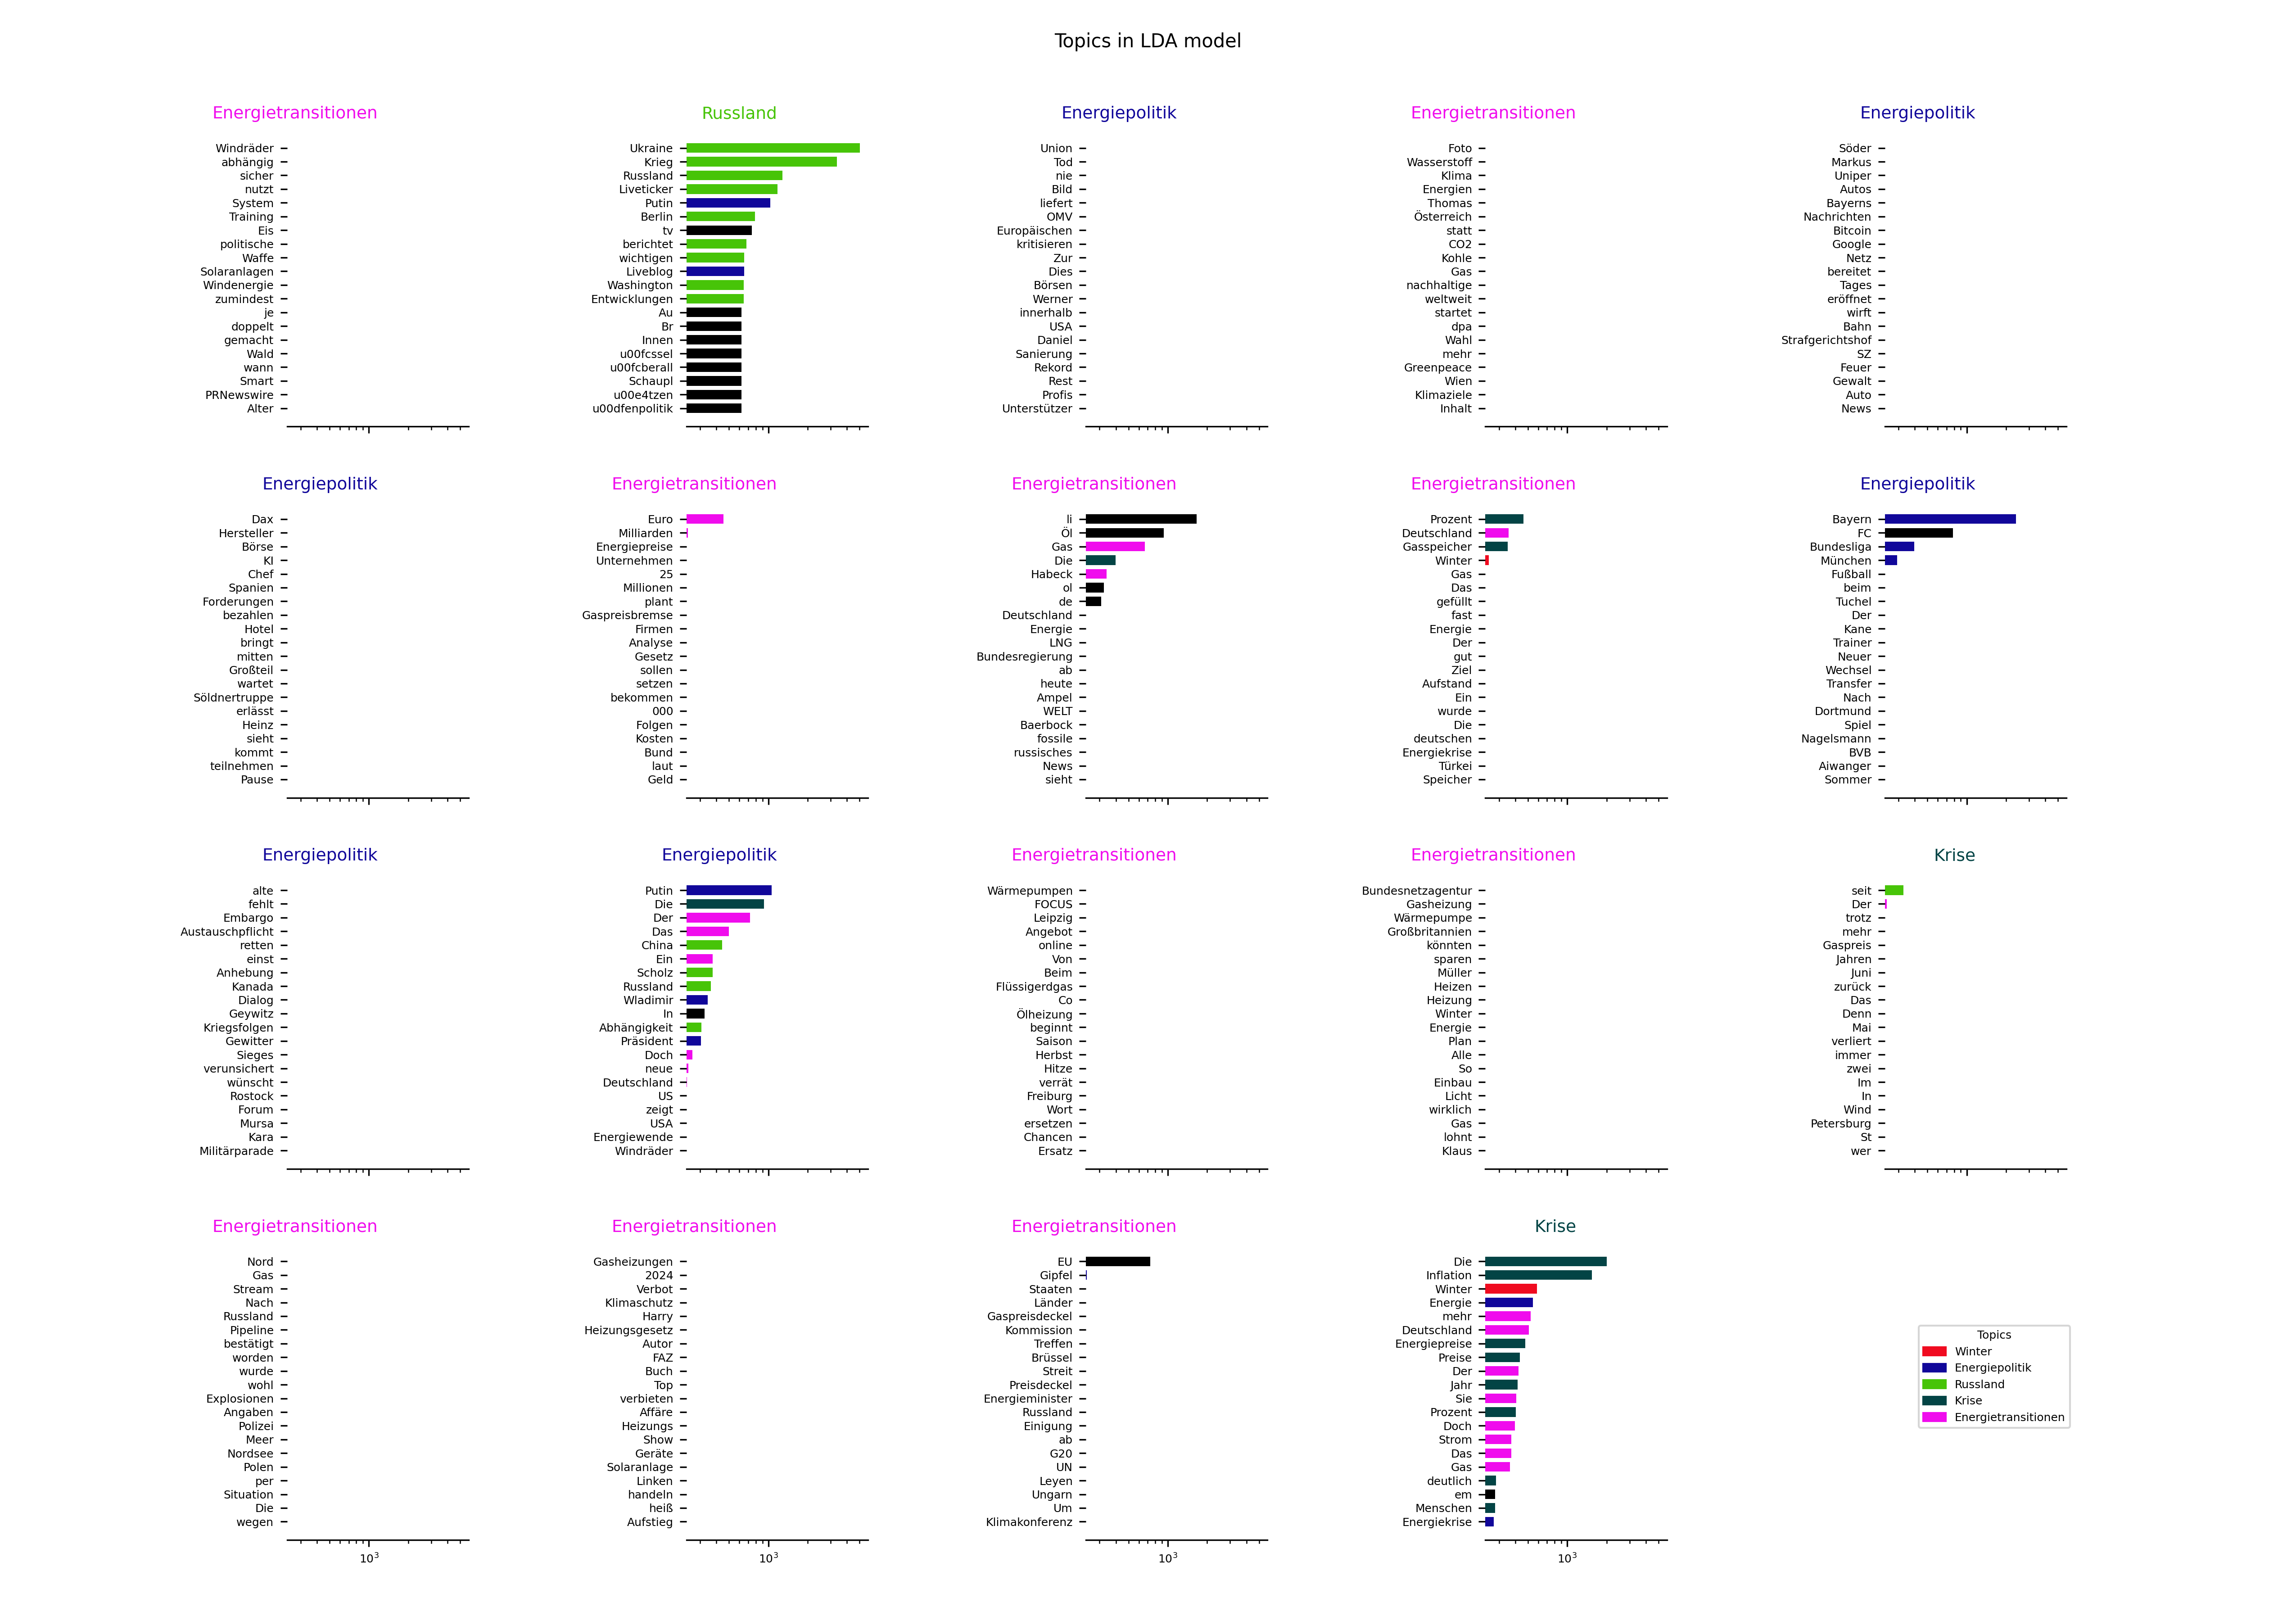 Topics in LDA model
Energietransitionen
Windräder
abhängig
sicher
nutzt
System
Training
Eis
politische
Waffe
Solaranlagen
Windenergie
zumindest
je
doppelt
gemacht
Wald
wann
Smart
PRNewswire
Alter
Russland
Ukraine
Krieg
Russland
Liveticker
Putin
Berlin
tv
berichtet
wichtigen
Liveblog
Washington
Entwicklungen
Au
Br
Innen
u00fcssel
u00fcberall
Schaupl
u00e4tzen
u00dfenpolitik
Energiepolitik
Union
Tod
nie
Bild
liefert
OMV
Europäischen
kritisieren
Zur
Dies
Börsen
Werner
innerhalb
USA
Daniel
Sanierung
Rekord
Rest
Profis
Unterstützer
Energietransitionen
Foto
Wasserstoff
Klima
Energien
Thomas
Österreich
statt
CO2
Kohle
Gas
nachhaltige
weltweit
startet
dpa
Wahl
mehr
Greenpeace
Wien
Klimaziele
Inhalt
Energiepolitik
Söder
Markus
Uniper
Autos
Bayerns
Nachrichten
Bitcoin
Google
Netz
bereitet
Tages
eröffnet
wirft
Bahn
Strafgerichtshof
SZ
Feuer
Gewalt
Auto
News
Energiepolitik
Dax
Hersteller
Börse
KI
Chef
Spanien
Forderungen
bezahlen
Hotel
bringt
mitten
Großteil
wartet
Söldnertruppe
erlässt
Heinz
sieht
kommt
teilnehmen
Pause
Energietransitionen
Euro
Milliarden
Energiepreise
Unternehmen
25
Millionen
plant
Gaspreisbremse
Firmen
Analyse
Gesetz
sollen
setzen
bekommen
000
Folgen
Kosten
Bund
laut
Geld
Energietransitionen
li
Öl
Gas
Die
Habeck
ol
de
Deutschland
Energie
LNG
Bundesregierung
ab
heute
Ampel
WELT
Baerbock
fossile
russisches
News
sieht
Energietransitionen
Prozent
Deutschland
Gasspeicher
Winter
Gas
Das
gefüllt
fast
Energie
Der
gut
Ziel
Aufstand
Ein
wurde
Die
deutschen
Energiekrise
Türkei
Speicher
Energiepolitik
Bayern
FC
Bundesliga
München
Fußball
beim
Tuchel
Der
Kane
Trainer
Neuer
Wechsel
Transfer
Nach
Dortmund
Spiel
Nagelsmann
BVB
Aiwanger
Sommer
Energiepolitik
alte
fehlt
Embargo
Austauschpflicht
retten
einst
Anhebung
Kanada
Dialog
Geywitz
Kriegsfolgen
Gewitter
Sieges
verunsichert
wünscht
Rostock
Forum
Mursa
Kara
Militärparade
Energiepolitik
Putin
Die
Der
Das
China
Ein
Scholz
Russland
Wladimir
In
Abhängigkeit
Präsident
Doch
neue
Deutschland
US
zeigt
USA
Energiewende
Windräder
Energietransitionen
Wärmepumpen
FOCUS
Leipzig
Angebot
online
Von
Beim
Flüssigerdgas
Co
Ölheizung
beginnt
Saison
Herbst
Hitze
verrät
Freiburg
Wort
ersetzen
Chancen
Ersatz
Energietransitionen
Bundesnetzagentur
Gasheizung
Wärmepumpe
Großbritannien
könnten
sparen
Müller
Heizen
Heizung
Winter
Energie
Plan
Alle
So
Einbau
Licht
wirklich
Gas
lohnt
Klaus
Krise
seit
Der
trotz
mehr
Gaspreis
Jahren
Juni
zurück
Das
Denn
Mai
verliert
immer
zwei
Im
In
Wind
Petersburg
St
wer
Energietransitionen
Nord
Gas
Stream
Nach
Russland
Pipeline
bestätigt
worden
wurde
wohl
Explosionen
Angaben
Polizei
Meer
Nordsee
Polen
per
Situation
Die
wegen
10³
Energietransitionen
Gasheizungen
2024
Verbot
Klimaschutz
Harry
Heizungsgesetz
Autor
FAZ
Buch
Top
verbieten
Affäre
Heizungs
Show
Geräte
Solaranlage
Linken
handeln
heiß
Aufstieg
10³
Energietransitionen
EU
Gipfel
Staaten
Länder
Gaspreisdeckel
Kommission
Treffen
Brüssel
Streit
Preisdeckel
Energieminister
Russland
Einigung
ab
G20
UN
Leyen
Ungarn
Um
Klimakonferenz
10³
Krise
Die
Inflation
Winter
Energie
mehr
Deutschland
Energiepreise
Preise
Der
Jahr
Sie
Prozent
Doch
Strom
Das
Gas
deutlich
em
Menschen
Energiekrise
10³
Topics
Winter
Energiepolitik
Russland
Krise
Energietransitionen